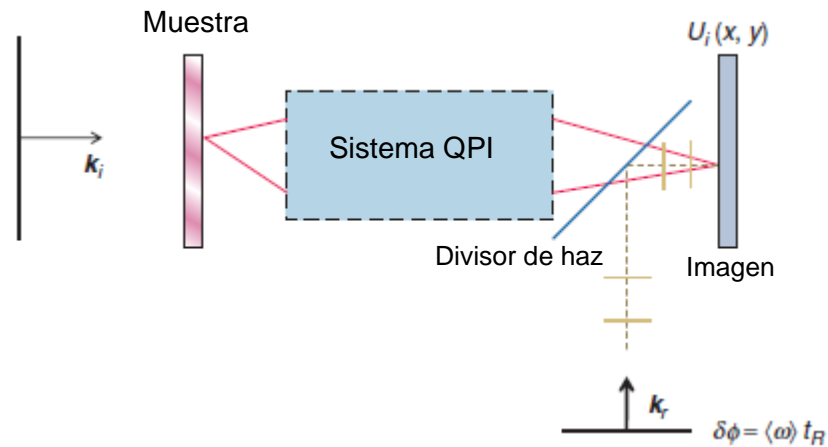 Muestra
U_i (x, y)
k_i
Sistema QPI
Divisor de haz
Imagen
k_r
δϕ = ⟨ω⟩ t_R